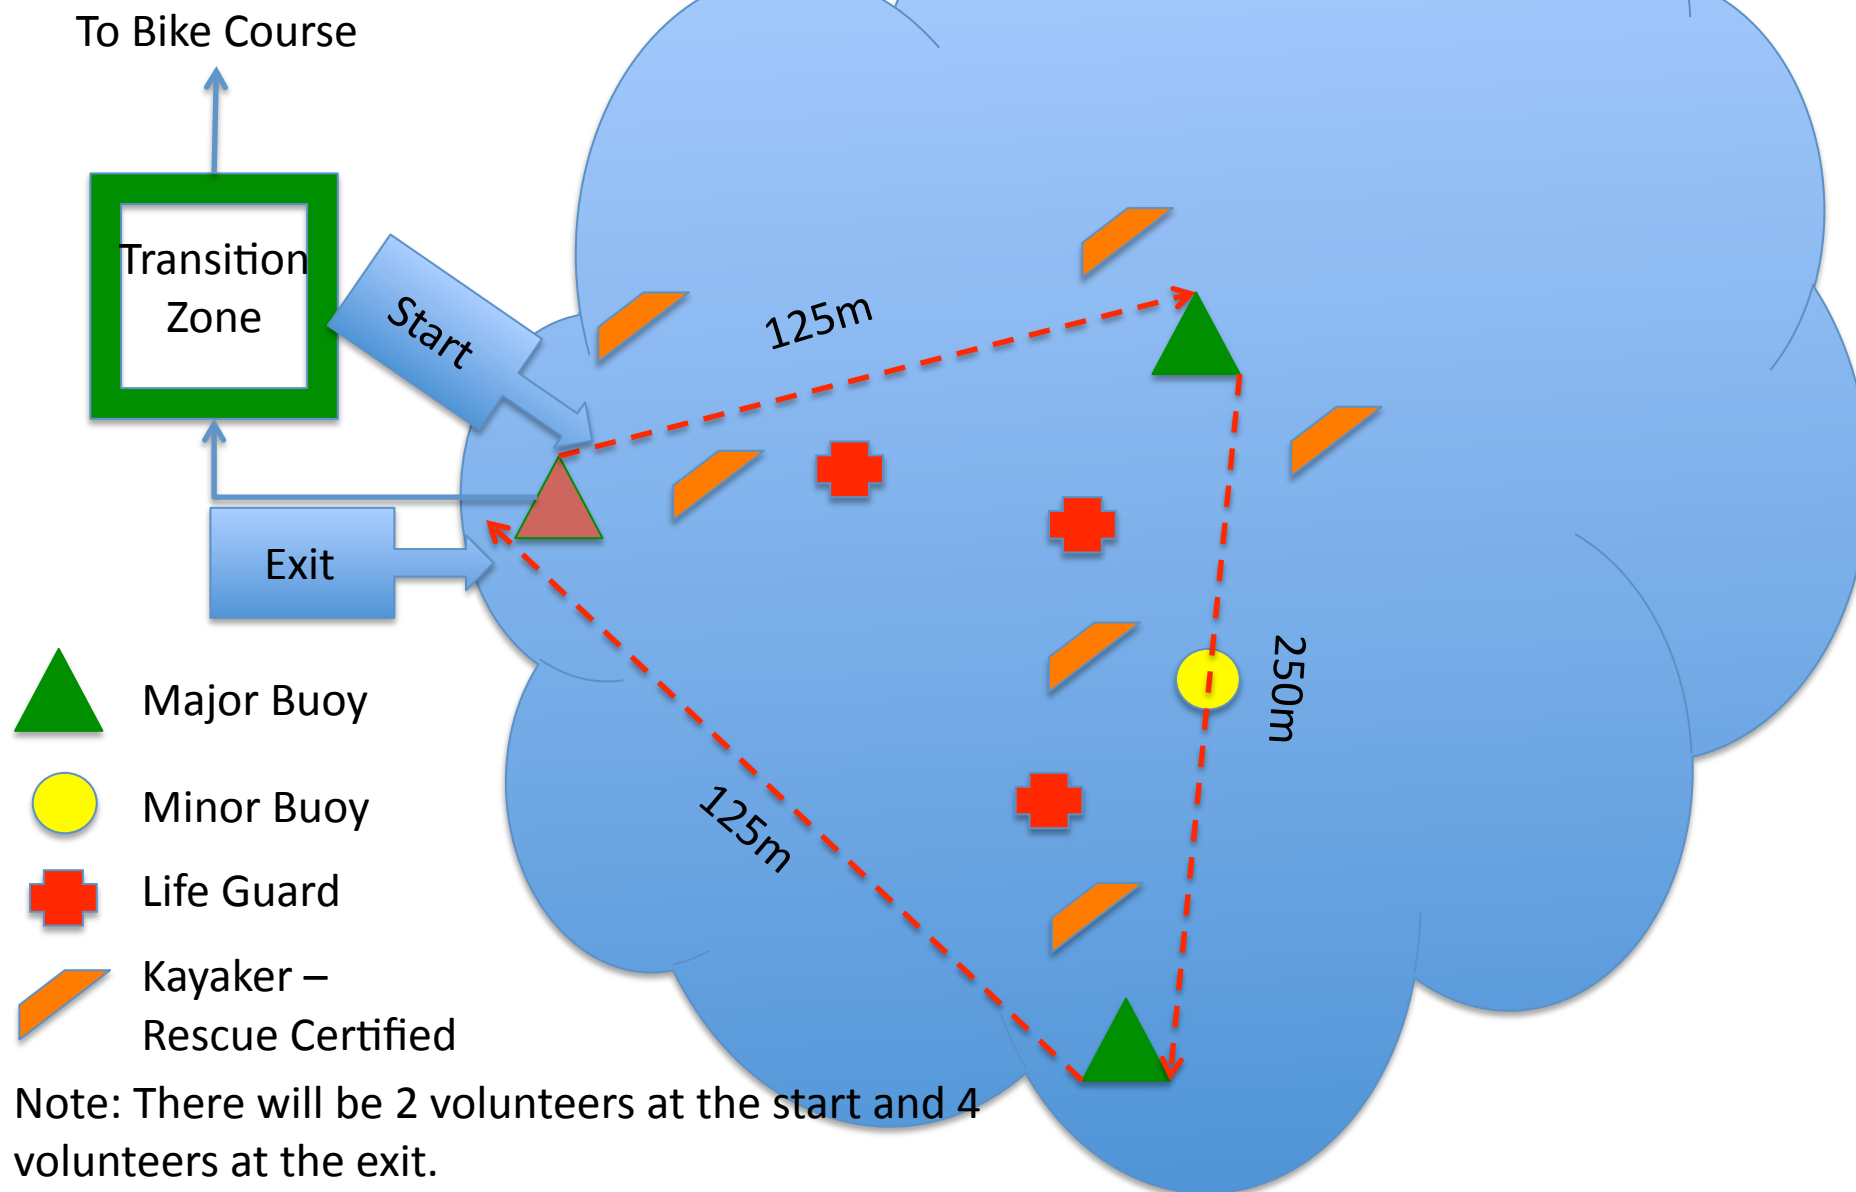 To Bike Course
Transition
Zone
Start
125m
Exit
250m
125m
Major Buoy
Minor Buoy
Life Guard
Kayaker –
Rescue Certified
Note: There will be 2 volunteers at the start and 4
volunteers at the exit.